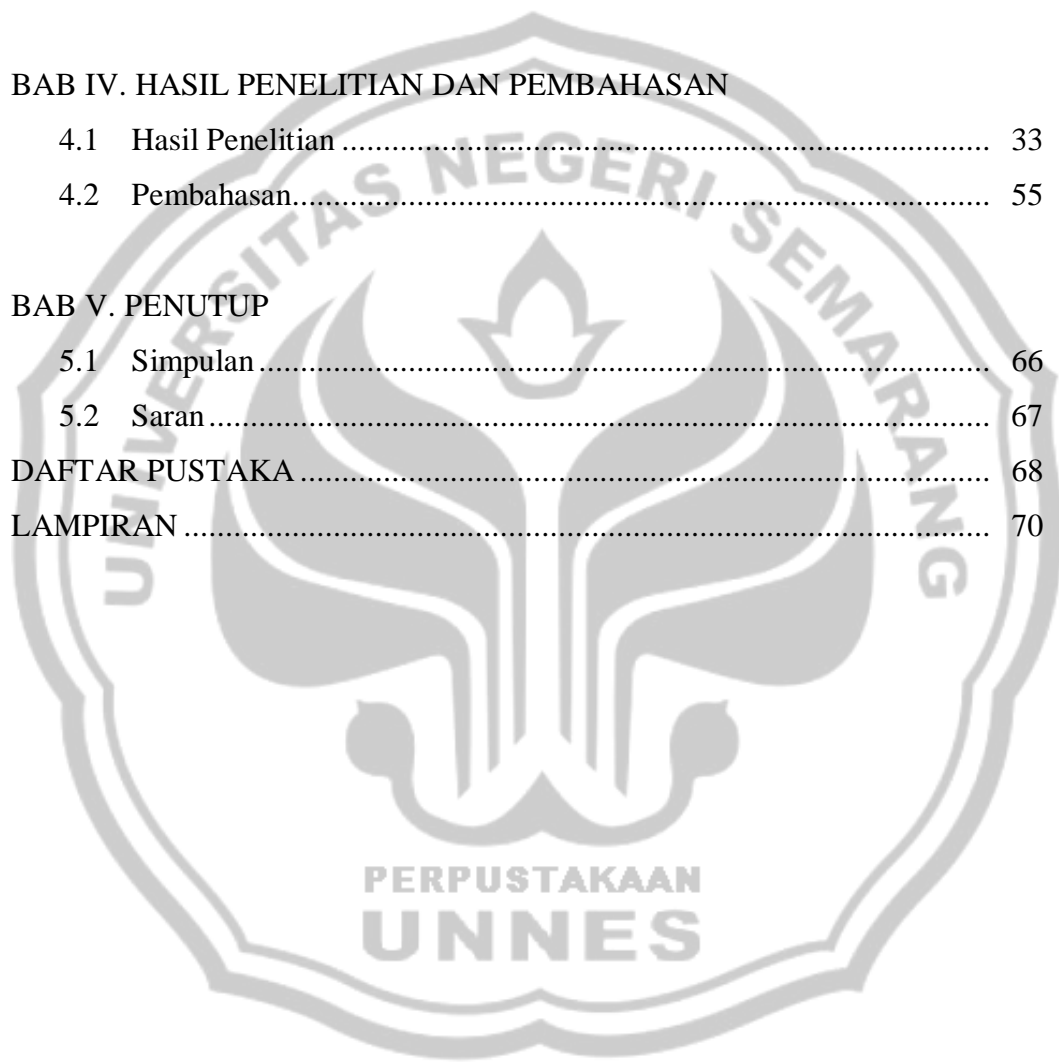 BAB IV. HASIL PENELITIAN DAN PEMBAHASAN
4.1 Hasil Penelitian .............................................................................. 33
4.2 Pembahasan.................................................................................... 55
BAB V. PENUTUP
5.1 Simpulan ........................................................................................ 66
5.2 Saran .............................................................................................. 67
DAFTAR PUSTAKA ................................................................................... 68
LAMPIRAN ................................................................................................. 70
UNIVERSITAS NEGERI SEMARANG
PERPUSTAKAAN
UNNES